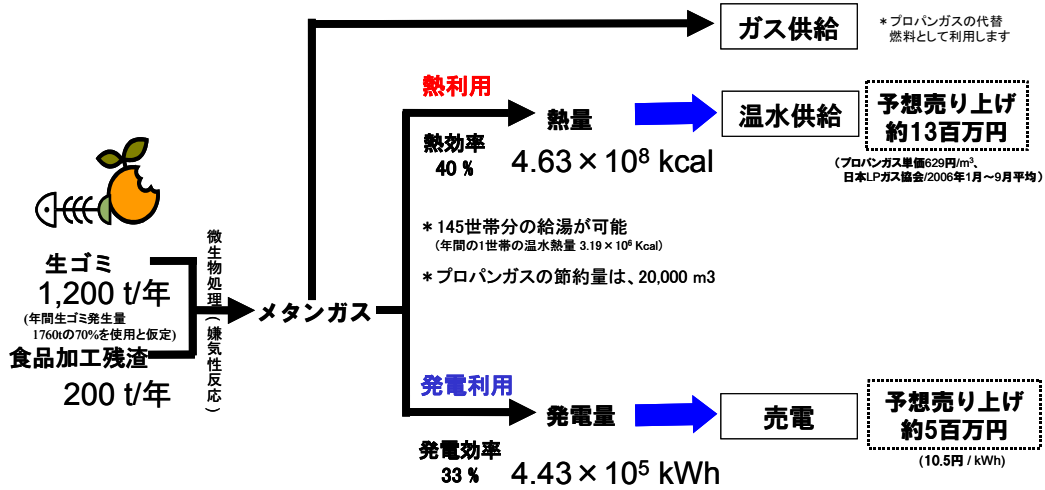 ガス供給
＊プロパンガスの代替
燃料として利用します
熱利用
熱効率
40 %
熱量
4.63×10⁸ kcal
温水供給
予想売り上げ
約13百万円
（プロパンガス単価629円/m³、
日本LPガス協会/2006年1月～9月平均）
＊145世帯分の給湯が可能
（年間の1世帯の温水熱量 3.19×10⁶ Kcal）
＊プロパンガスの節約量は、20,000 m3
生ゴミ
1,200 t/年
(年間生ゴミ発生量
1760tの70%を使用と仮定)
食品加工残渣
200 t/年
微生物処理（嫌気性反応）
メタンガス
発電利用
発電効率
33 %
発電量
4.43×10⁵ kWh
売電
予想売り上げ
約5百万円
(10.5円 / kWh)